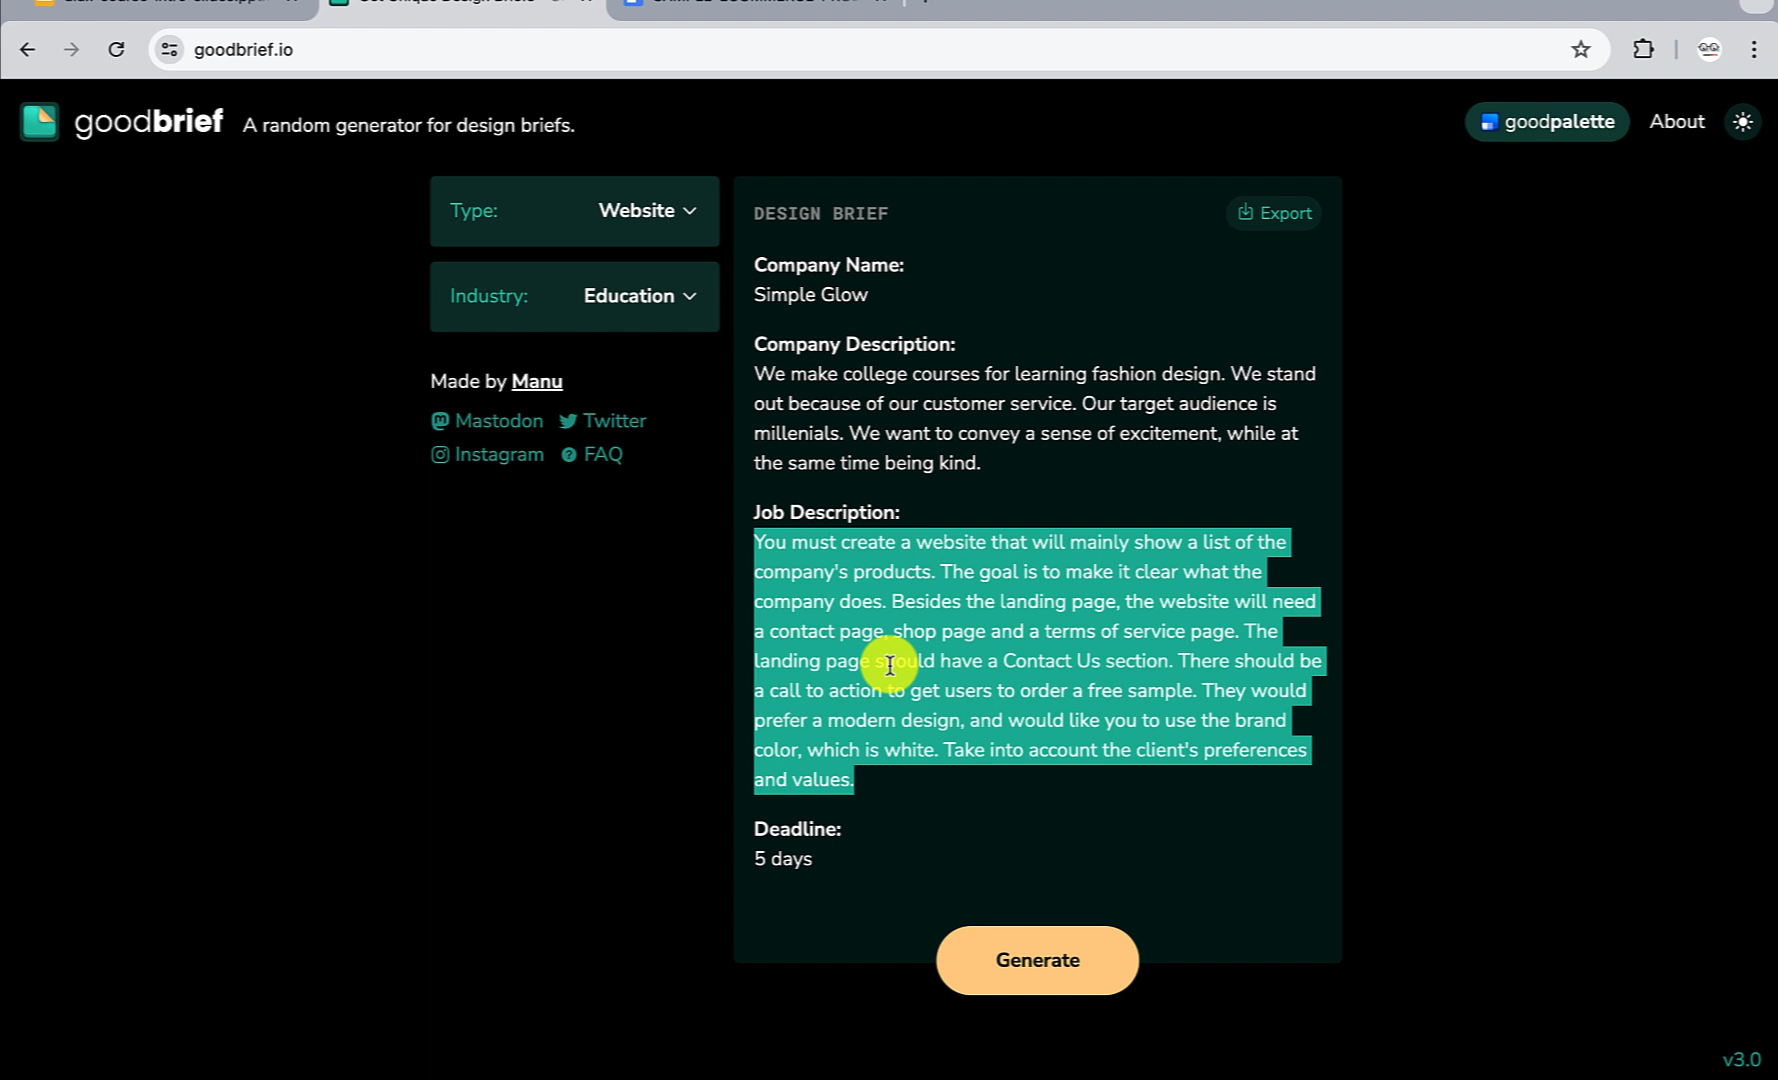 goodbrief.io
goodbrief
A random generator for design briefs.
goodpalette
About
Type:
Website
Industry:
Education
Made by Manu
Mastodon
Twitter
Instagram
FAQ
DESIGN BRIEF
Export
Company Name:
Simple Glow
Company Description:
We make college courses for learning fashion design. We stand
out because of our customer service. Our target audience is
millenials. We want to convey a sense of excitement, while at
the same time being kind.
Job Description:
You must create a website that will mainly show a list of the
company's products. The goal is to make it clear what the
company does. Besides the landing page, the website will need
a contact page, shop page and a terms of service page. The
landing page should have a Contact Us section. There should be
a call to action to get users to order a free sample. They would
prefer a modern design, and would like you to use the brand
color, which is white. Take into account the client's preferences
and values.
Deadline:
5 days
Generate
v3.0